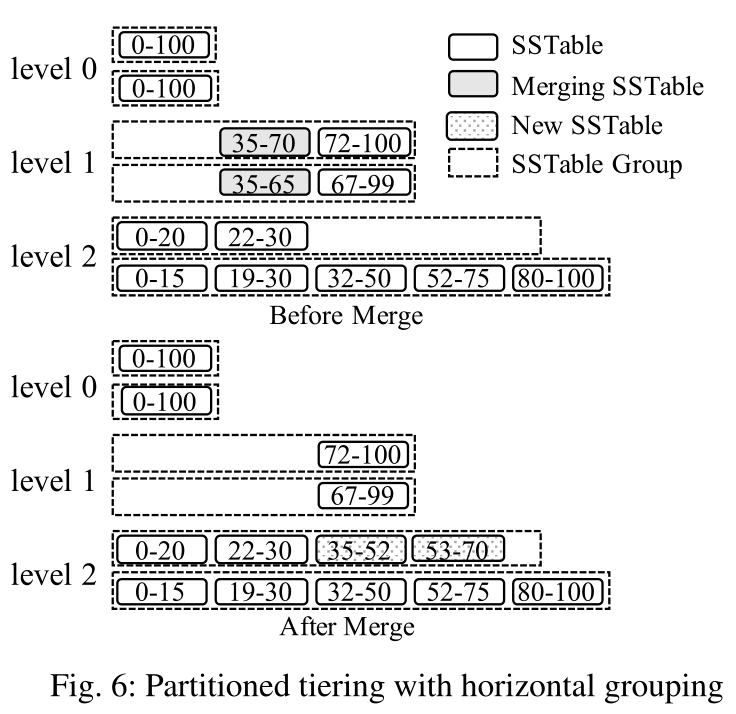 level 0
0-100
0-100
SSTable
Merging SSTable
New SSTable
SSTable Group
level 1
35-70 72-100
35-65 67-99
level 2
0-20 22-30
0-15 19-30 32-50 52-75 80-100
Before Merge
level 0
0-100
0-100
level 1
72-100
67-99
level 2
0-20 22-30 35-52 53-70
0-15 19-30 32-50 52-75 80-100
After Merge
Fig. 6: Partitioned tiering with horizontal grouping